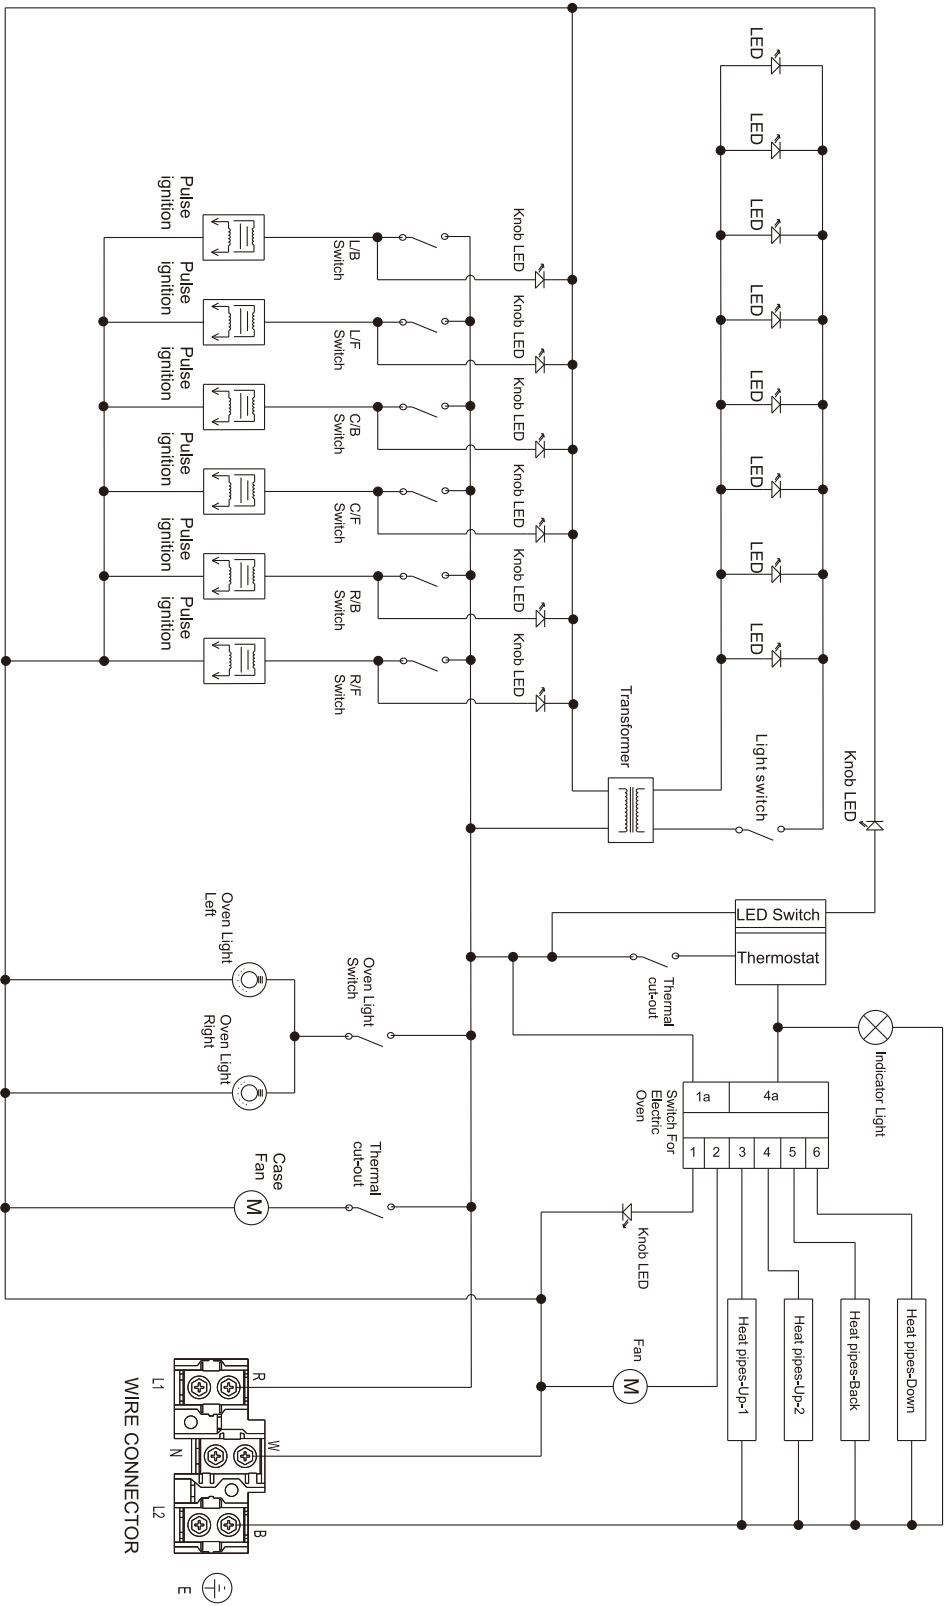 LED
LED
LED
LED
LED
LED
LED
LED
Knob LED
Knob LED
Knob LED
Knob LED
Knob LED
Knob LED
L/B
Switch
L/F
Switch
C/B
Switch
C/F
Switch
R/B
Switch
R/F
Switch
Pulse
ignition
Pulse
ignition
Pulse
ignition
Pulse
ignition
Pulse
ignition
Pulse
ignition
Transformer
Light switch
Knob LED
LED Switch
Thermostat
Thermal
cut-out
Indicator Light
Oven Light
Left
Oven Light
Right
Oven Light
Switch
Switch For
Electric
Oven
1a
4a
1
2
3
4
5
6
Thermal
cut-out
Case
Fan
M
Knob LED
Fan
M
Heat pipes-Up-1
Heat pipes-Up-2
Heat pipes-Back
Heat pipes-Down
R
W
B
L1
N
L2
WIRE CONNECTOR
E